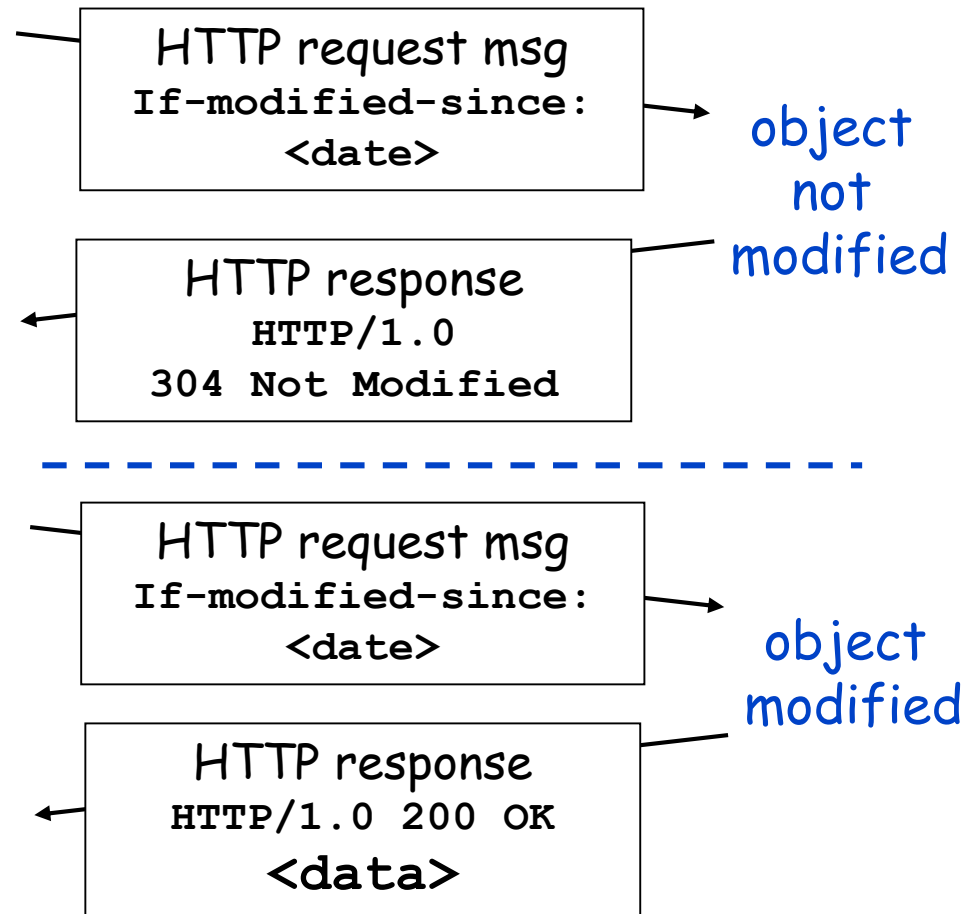 HTTP request msg
If-modified-since:
<date>
object
not
modified
HTTP response
HTTP/1.0
304 Not Modified
HTTP request msg
If-modified-since:
<date>
object
modified
HTTP response
HTTP/1.0 200 OK
<data>